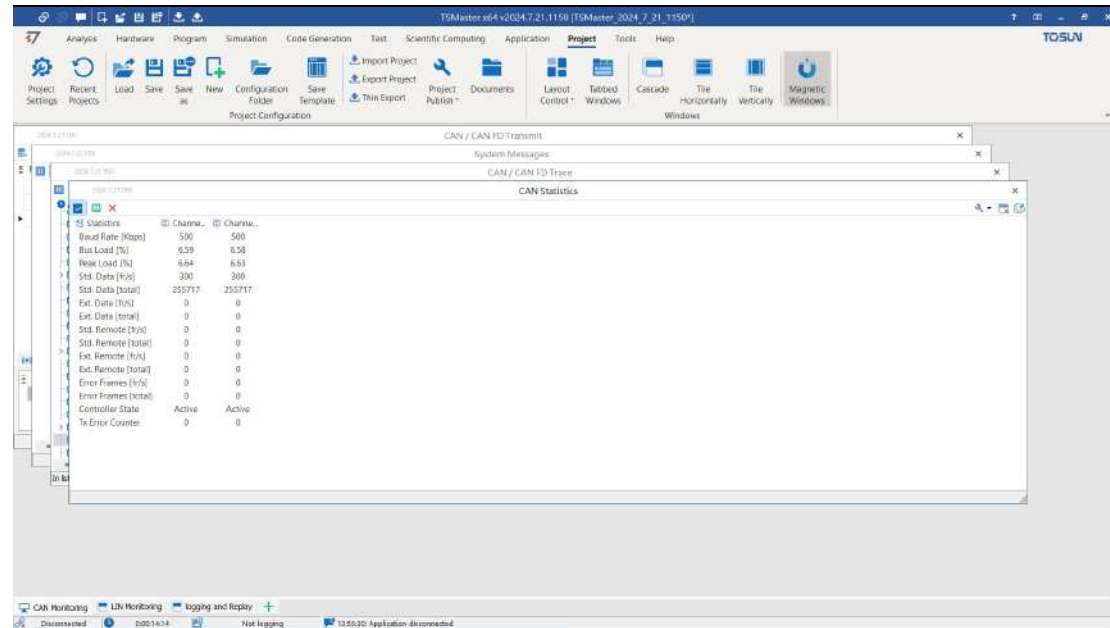 TSMaster x64 v2024.7.21.1150 [TSMaster_2024_7_21_1150*]
Analysis Hardware Program Simulation Code Generation Test Scientific Computing Application Project Tools Help
TOSUN
Project Settings
Recent Projects
Load
Save
Save as
New
Configuration Folder
Save Template
Import Project
Export Project
Thin Export
Project Publish
Documents
Layout Control
Tabbed Windows
Cascade
Tile Horizontally
Tile Vertically
Magnetic Windows
Project Configuration
Windows
CAN / CAN FD Transmit
System Messages
CAN / CAN FD Trace
CAN Statistics
Statistics Channe... Channe...
Baud Rate [Kbps] 500 500
Bus Load [%] 6.59 6.58
Peak Load [%] 6.64 6.63
Std. Data [fr/s] 300 300
Std. Data [total] 255717 255717
Ext. Data [fr/s] 0 0
Ext. Data [total] 0 0
Std. Remote [fr/s] 0 0
Std. Remote [total] 0 0
Ext. Remote [fr/s] 0 0
Ext. Remote [total] 0 0
Error Frames [fr/s] 0 0
Error Frames [total] 0 0
Controller State Active Active
Tx Error Counter 0 0
CAN Monitoring LIN Monitoring logging and Replay
Disconnected 0:00:14:14 Not logging 13:53:30: Application disconnected